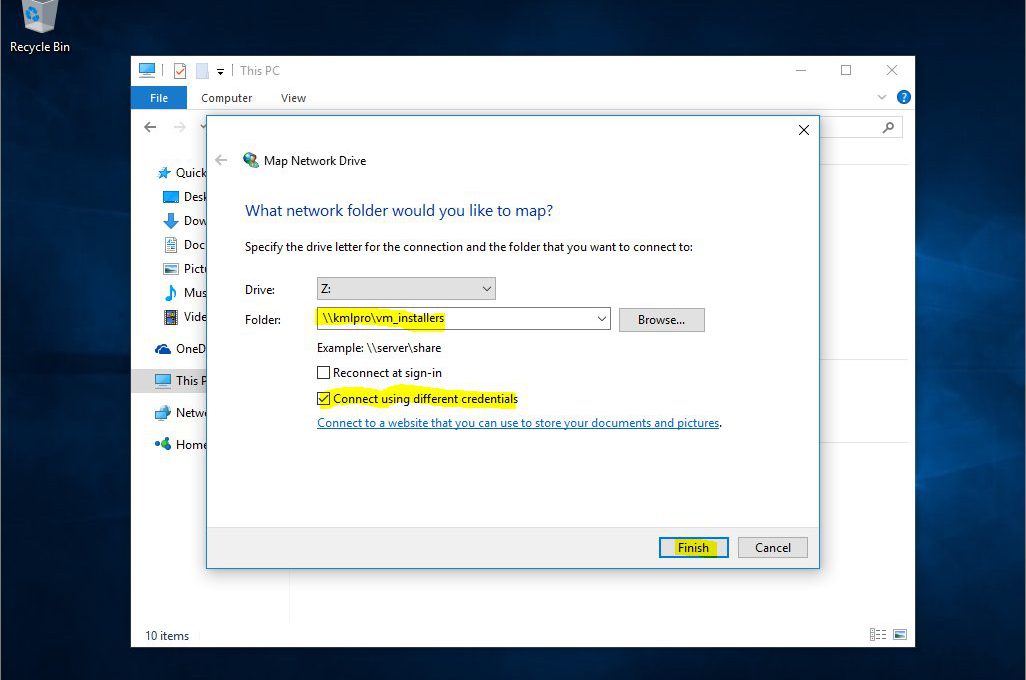 Recycle Bin
This PC
File
Computer
View
Map Network Drive
Quick
Desk
Dow
Doc
Pictu
Mus
Vide
OneD
This P
Netwo
Home
What network folder would you like to map?
Specify the drive letter for the connection and the folder that you want to connect to:
Drive:
Z:
Folder:
\\kmlpro\vm_installers
Browse...
Example: \\server\share
Reconnect at sign-in
Connect using different credentials
Connect to a website that you can use to store your documents and pictures.
Finish
Cancel
10 items